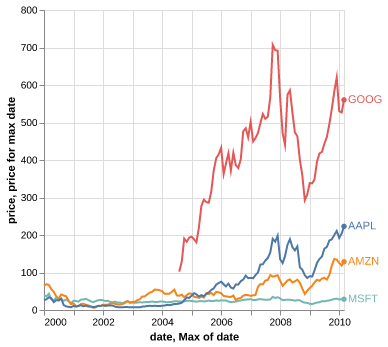 800
700
600
500
400
300
200
100
0
price, price for max date
GOOG
AAPL
AMZN
MSFT
2000 2002 2004 2006 2008 2010
date, Max of date